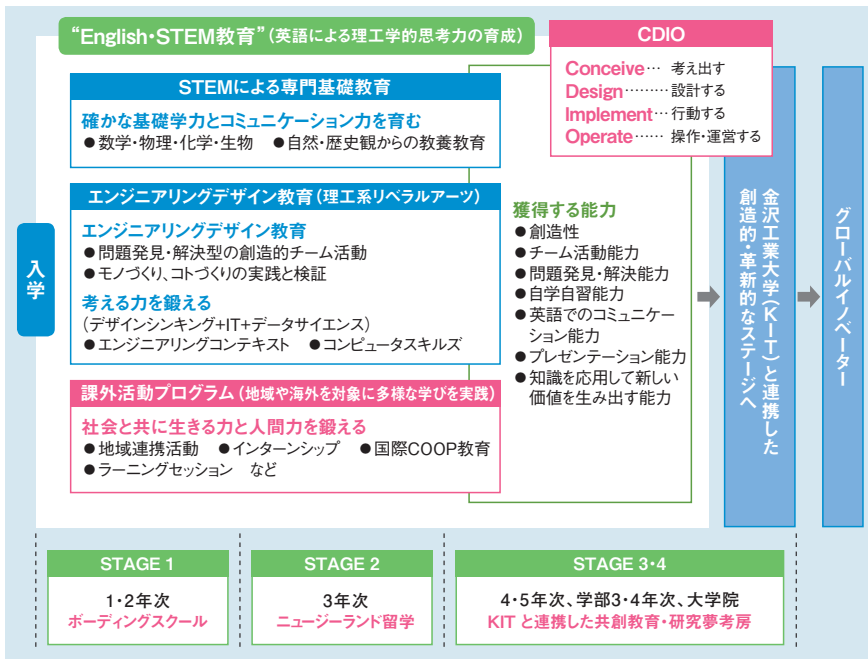 “English・STEM教育”(英語による理工学的思考力の育成)
CDIO
Conceive… 考え出す
Design……… 設計する
Implement… 行動する
Operate…… 操作・運営する
STEMによる専門基礎教育
確かな基礎学力とコミュニケーション力を育む
●数学・物理・化学・生物 ●自然・歴史観からの教養教育
エンジニアリングデザイン教育(理工系リベラルアーツ)
エンジニアリングデザイン教育
●問題発見・解決型の創造的チーム活動
●モノづくり、コトづくりの実践と検証
考える力を鍛える
(デザインシンキング+IT+データサイエンス)
●エンジニアリングコンテキスト ●コンピュータスキルズ
課外活動プログラム(地域や海外を対象に多様な学びを実践)
社会と共に生きる力と人間力を鍛える
●地域連携活動 ●インターンシップ ●国際COOP教育
●ラーニングセッション など
入学
獲得する能力
●創造性
●チーム活動能力
●問題発見・解決能力
●自学自習能力
●英語でのコミュニケー
ション能力
●プレゼンテーション能力
●知識を応用して新しい
価値を生み出す能力
金沢工業大学(KIT)と連携した
創造的・革新的なステージへ
グローバルイノベーター
STAGE 1
1・2年次
ボーディングスクール
STAGE 2
3年次
ニュージーランド留学
STAGE 3・4
4・5年次、学部3・4年次、大学院
KITと連携した共創教育・研究夢考房